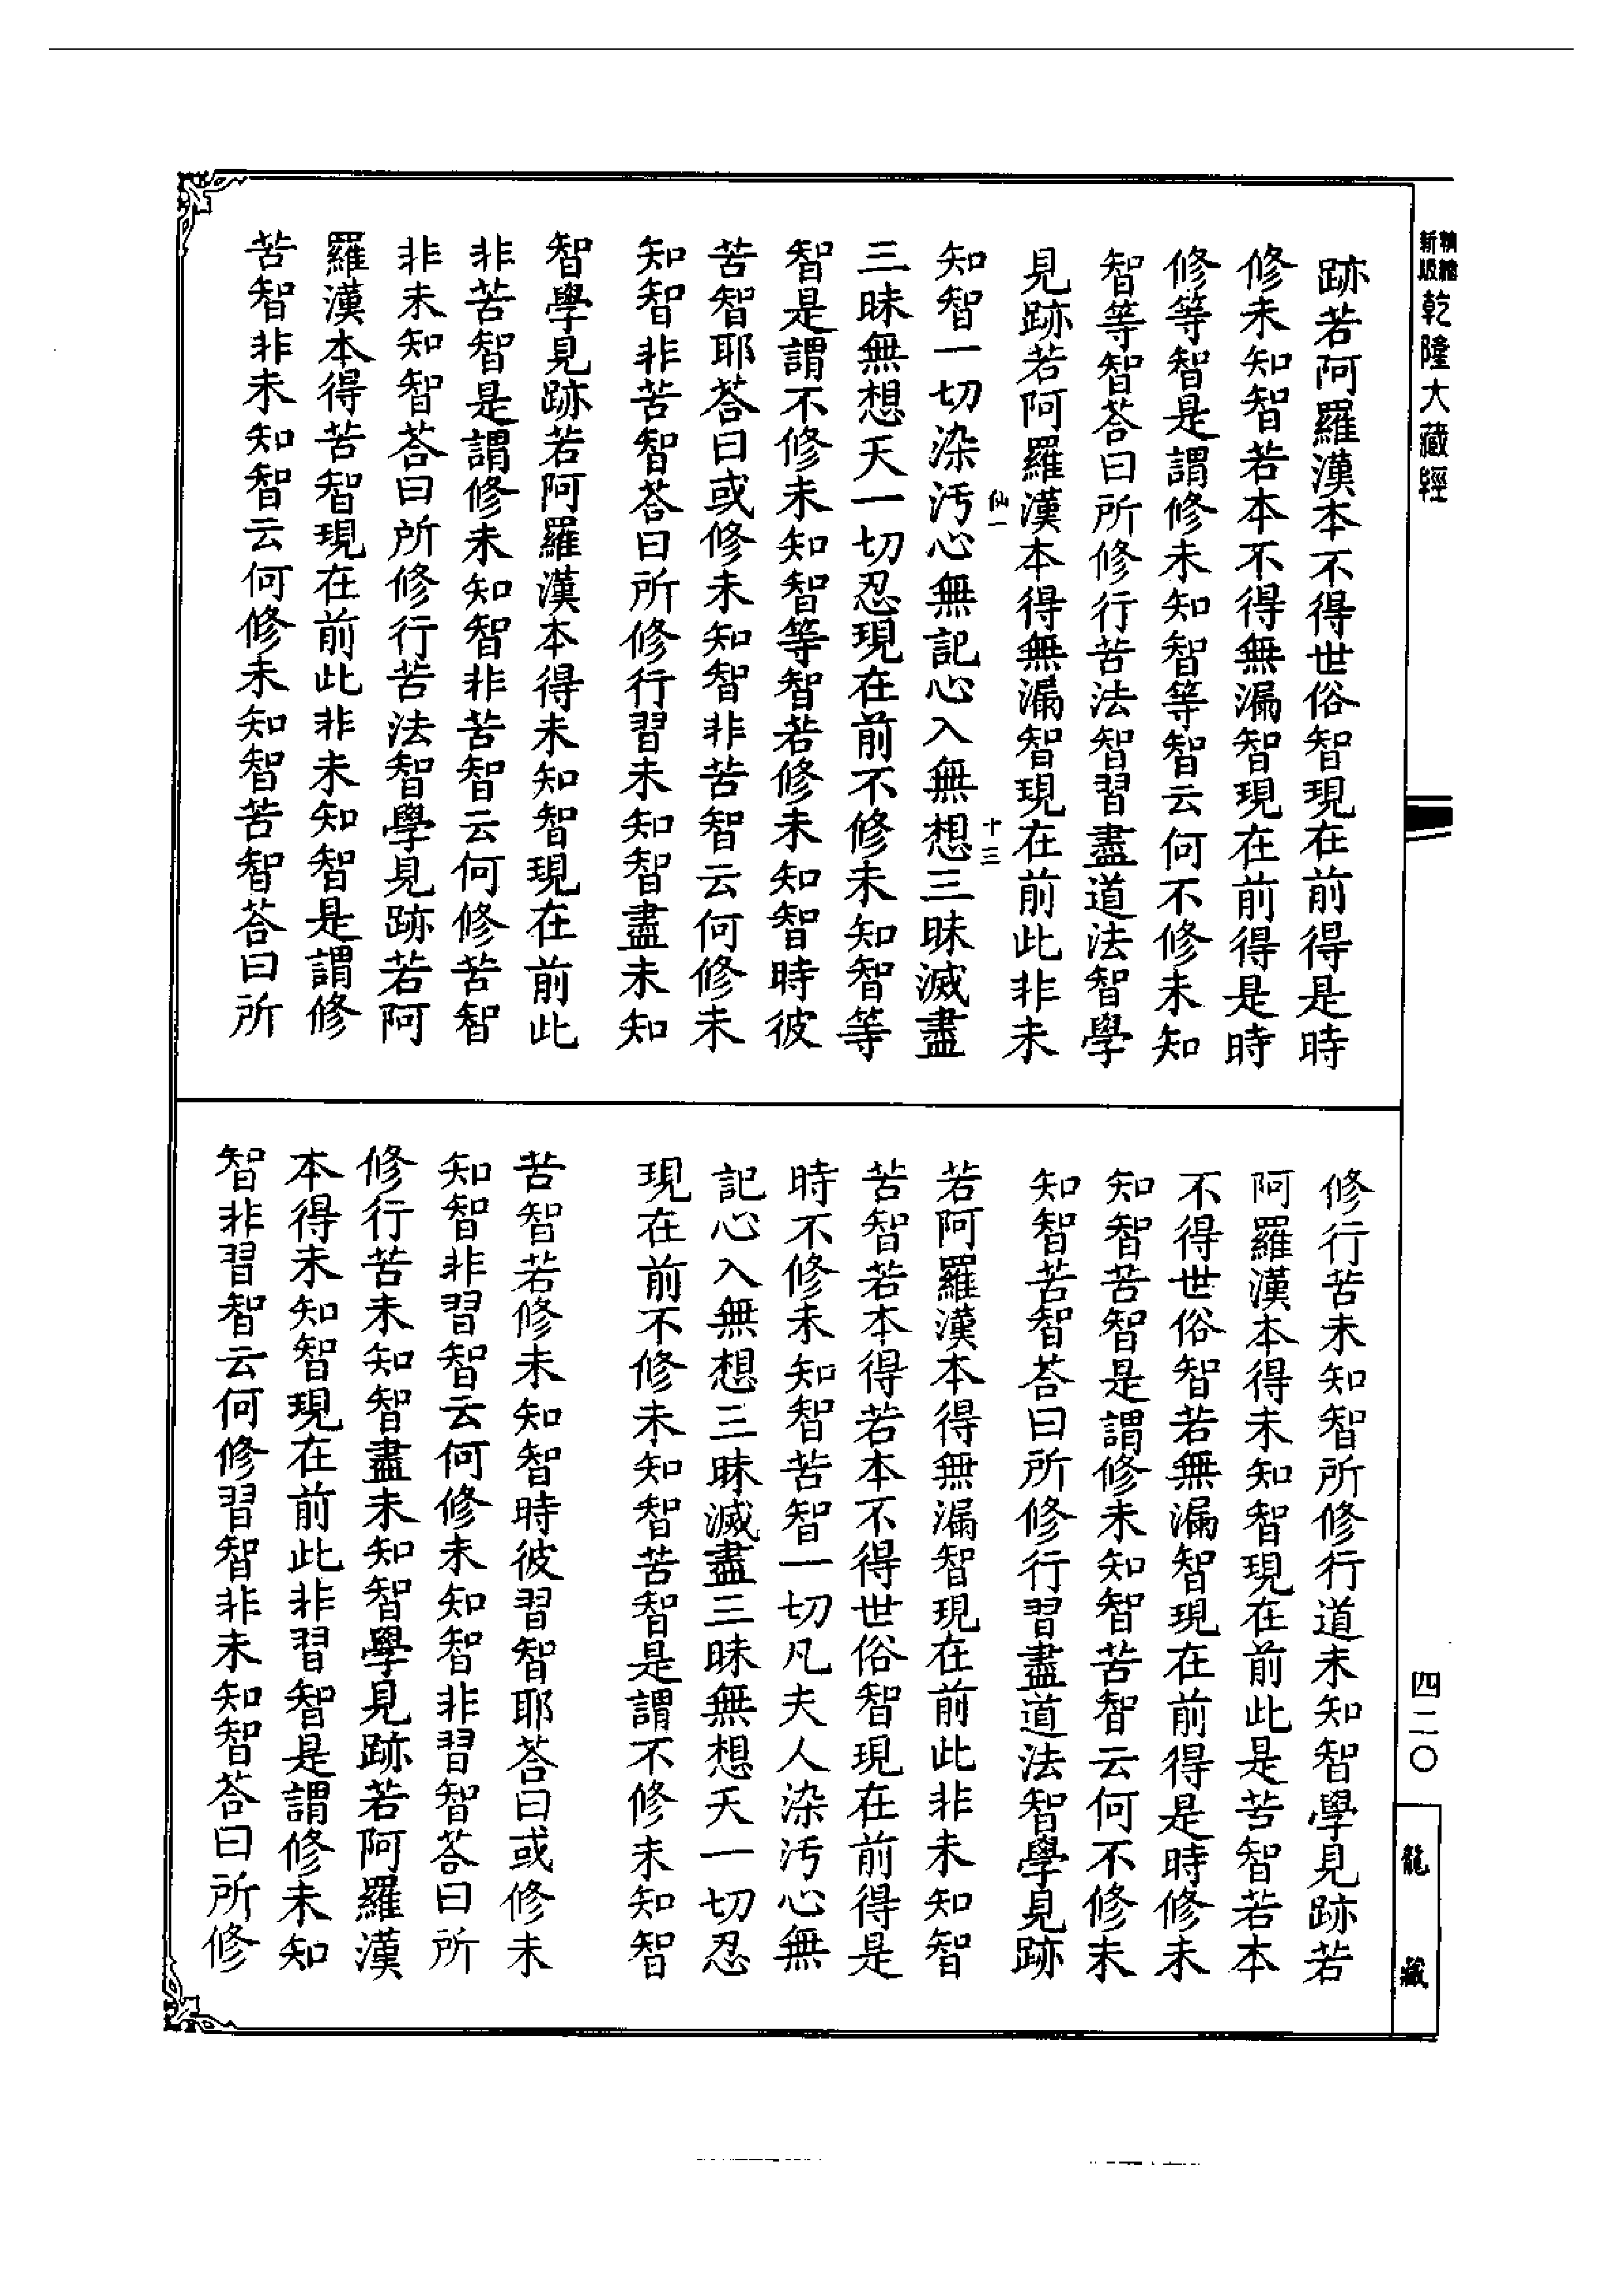 精繪
新版
乾隆大藏經
跡若阿羅漢本不得世俗智現在前得是時
修未知智若本不得無漏智現在前得是時
修等智是謂修未知智等智云何不修未知
智等智荅曰所修行苦法智習盡道法智學
見跡若阿羅漢本得無漏智現在前此非未
仙一
十三
知智一切染汚心無記心入無想三昧滅盡
三昧無想天一切忍現在前不修未知智等
智是謂不修未知智等智若修未知智時彼
苦智耶荅曰或修未知智非苦智云何修未
知智非苦智荅曰所修行習未知智盡未知
智學見跡若阿羅漢本得未知智現在前此
非苦智是謂修未知智非苦智云何修苦智
非未知智荅曰所修行苦法智學見跡若阿
羅漢本得苦智現在前此非未知智是謂修
苦智非未知智云何修未知智苦智荅曰所
修行苦未知智所修行道未知智學見跡若
阿羅漢本得未知智現在前此是苦智若本
不得世俗智若無漏智現在前得是時修未
知智苦智是謂修未知智苦智云何不修未
知智苦智荅曰所修行習盡道法智學見跡
若阿羅漢本得無漏智現在前此非未知智
苦智若本得若本不得世俗智現在前得是
時不修未知智苦智一切凡夫人染汚心無
記心入無想三昧滅盡三昧無想天一切忍
現在前不修未知智苦智是謂不修未知智
苦智若修未知智時彼習智耶荅曰或修未
知智非習智云何修未知智非習智荅曰所
修行苦未知智盡未知智學見跡若阿羅漢
本得未知智現在前此非習智是謂修未知
智非習智云何修習智非未知智荅曰所修
四二〇
龍藏